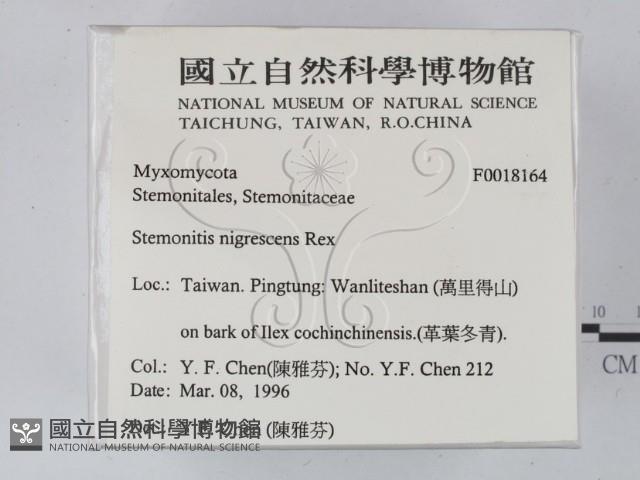 國立自然科學博物館
NATIONAL MUSEUM OF NATURAL SCIENCE
TAICHUNG, TAIWAN, R.O.CHINA
Myxomycota F0018164
Stemonitales, Stemonitaceae
Stemonitis nigrescens Rex
Loc.: Taiwan. Pingtung: Wanliteshan (萬里得山)
on bark of Ilex cochinchinensis.(革葉冬青).
Col.: Y. F. Chen(陳雅芬); No. Y.F. Chen 212
Date: Mar. 08, 1996
(陳雅芬)
國立自然科學博物館
NATIONAL MUSEUM OF NATURAL SCIENCE
10
CM